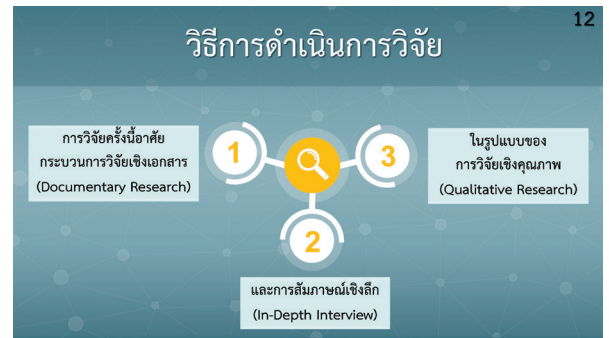 12
วิธีการดำเนินการวิจัย
การวิจัยครั้งนี้อาศัย
กระบวนการวิจัยเชิงเอกสาร
(Documentary Research)
1
2
3
และการสัมภาษณ์เชิงลึก
(In-Depth Interview)
ในรูปแบบของ
การวิจัยเชิงคุณภาพ
(Qualitative Research)